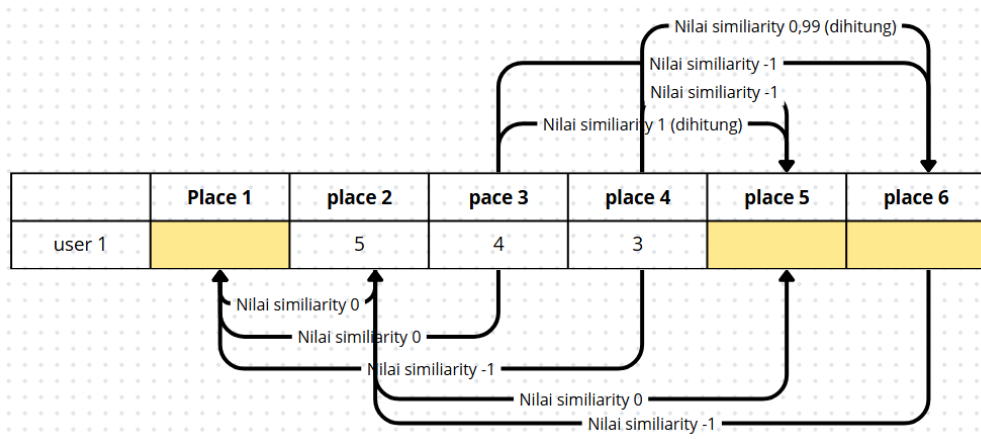 Nilai similiarity 0,99 (dihitung)
Nilai similiarity -1
Nilai similiarity -1
Nilai similiarity 1 (dihitung)
Place 1 place 2 pace 3 place 4 place 5 place 6
user 1 5 4 3
Nilai similiarity 0
Nilai similiarity 0
Nilai similiarity -1
Nilai similiarity 0
Nilai similiarity -1